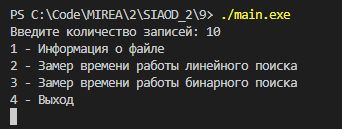 PS C:\Code\MIREA\2\SIAOD_2\9> ./main.exe
Введите количество записей: 10
1 - Информация о файле
2 - Замер времени работы линейного поиска
3 - Замер времени работы бинарного поиска
4 - Выход